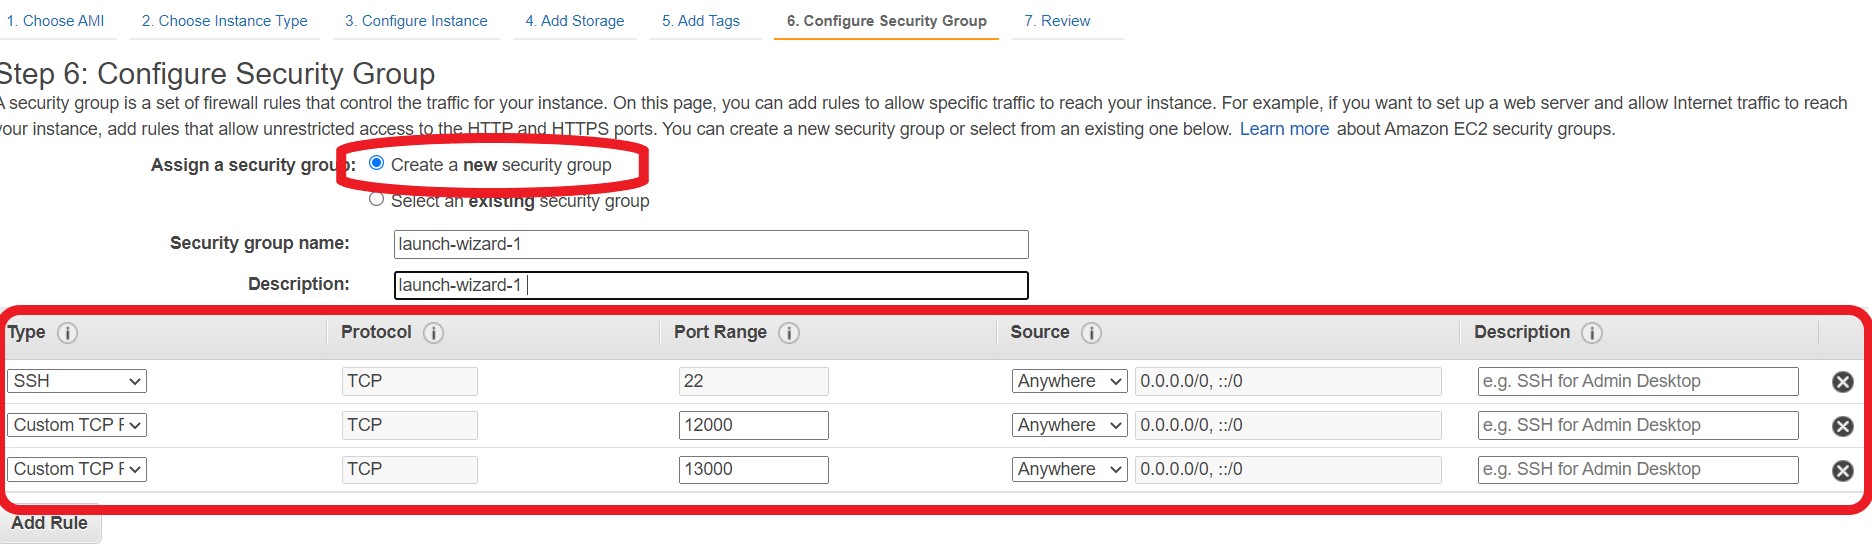 1. Choose AMI 2. Choose Instance Type 3. Configure Instance 4. Add Storage 5. Add Tags 6. Configure Security Group 7. Review
Step 6: Configure Security Group
A security group is a set of firewall rules that control the traffic for your instance. On this page, you can add rules to allow specific traffic to reach your instance. For example, if you want to set up a web server and allow Internet traffic to reach
your instance, add rules that allow unrestricted access to the HTTP and HTTPS ports. You can create a new security group or select from an existing one below. Learn more about Amazon EC2 security groups.
Assign a security group: Create a new security group
Select an existing security group
Security group name: launch-wizard-1
Description: launch-wizard-1
Type i Protocol i Port Range i Source i Description i
SSH TCP 22 Anywhere 0.0.0.0/0, ::/0 e.g. SSH for Admin Desktop
Custom TCP F TCP 12000 Anywhere 0.0.0.0/0, ::/0 e.g. SSH for Admin Desktop
Custom TCP F TCP 13000 Anywhere 0.0.0.0/0, ::/0 e.g. SSH for Admin Desktop
Add Rule